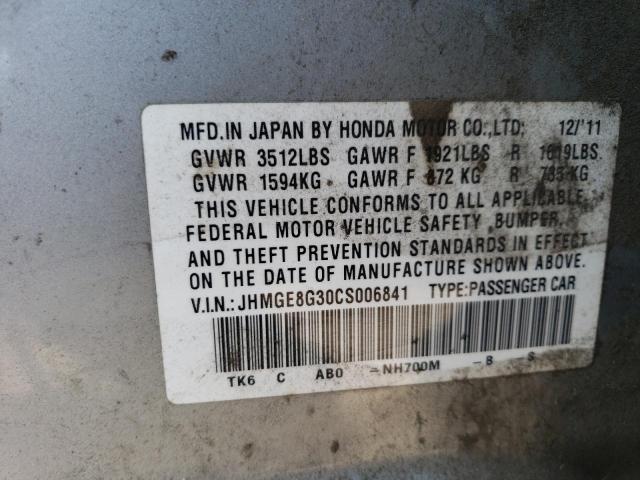 MFD.IN JAPAN BY HONDA MOTOR CO.,LTD. 12/'11
GVWR 3512LBS GAWR F 1921LBS R 1619LBS.
GVWR 1594KG GAWR F 872 KG R 735 KG
THIS VEHICLE CONFORMS TO ALL APPLICABLE
FEDERAL MOTOR VEHICLE SAFETY, BUMPER,
AND THEFT PREVENTION STANDARDS IN EFFECT
ON THE DATE OF MANUFACTURE SHOWN ABOVE.
V.I.N.: JHMGE8G30CS006841 TYPE:PASSENGER CAR
TK6 C AB0 -NH700M -B -S